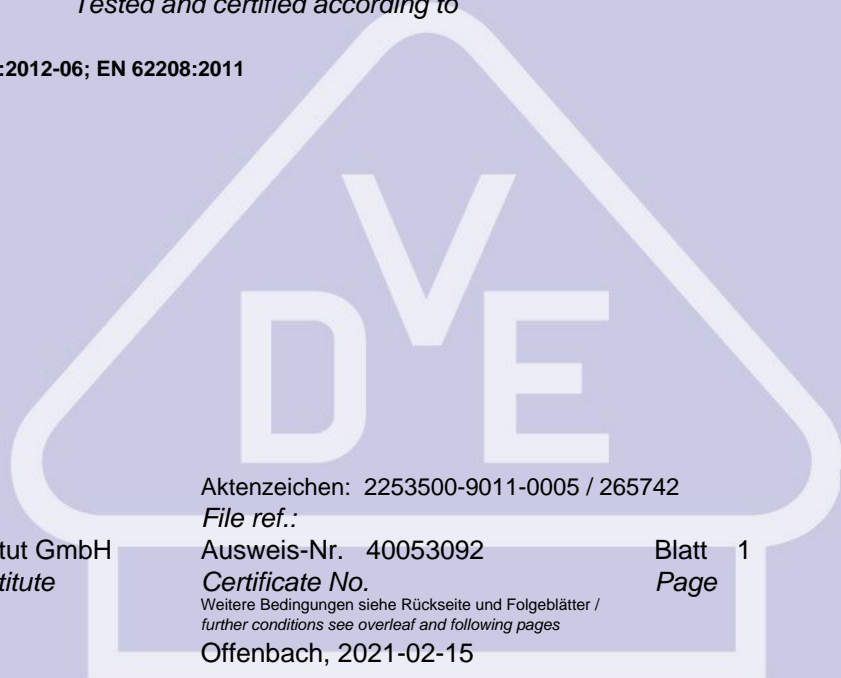 Tested and certified according to
:2012-06; EN 62208:2011
DVE
Aktenzeichen: 2253500-9011-0005 / 265742
File ref.:
tut GmbH Ausweis-Nr. 40053092 Blatt 1
titute Certificate No. Page
Weitere Bedingungen siehe Rückseite und Folgeblätter /
further conditions see overleaf and following pages
Offenbach, 2021-02-15